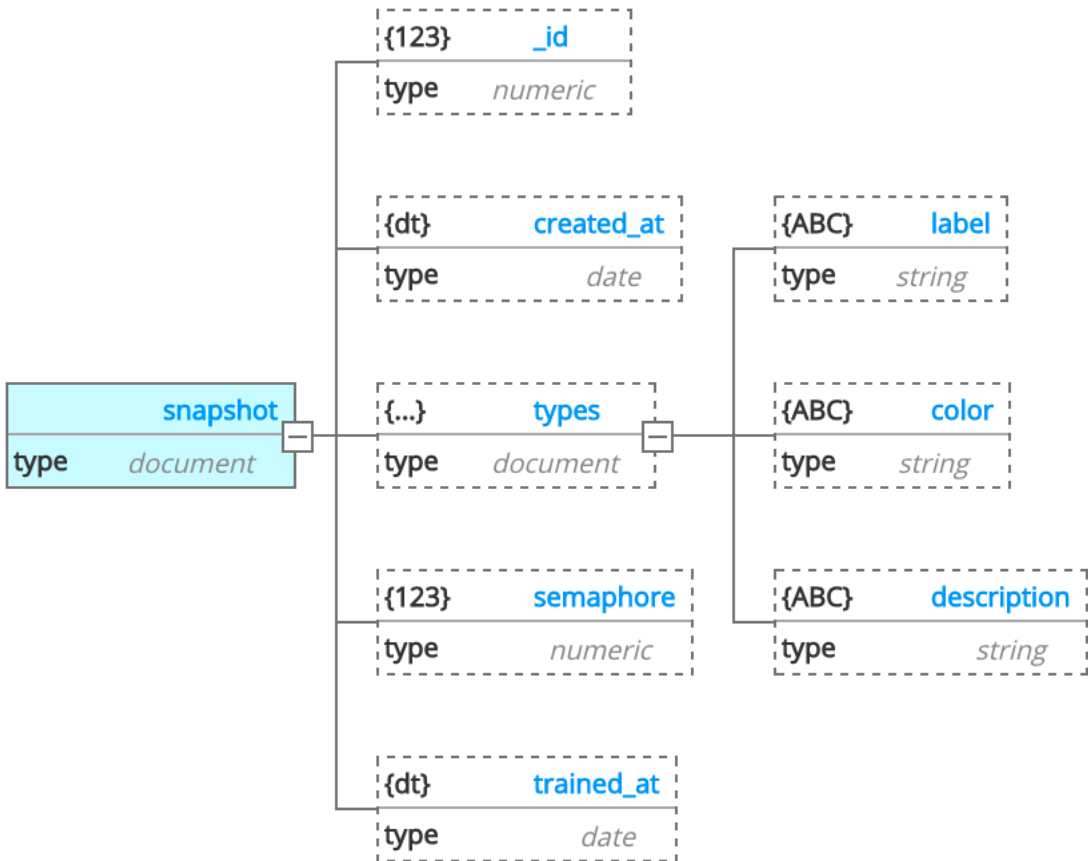 {123} _id
type numeric
{dt} created_at
type date
{ABC} label
type string
snapshot
type document
{...} types
type document
{ABC} color
type string
{123} semaphore
type numeric
{ABC} description
type string
{dt} trained_at
type date